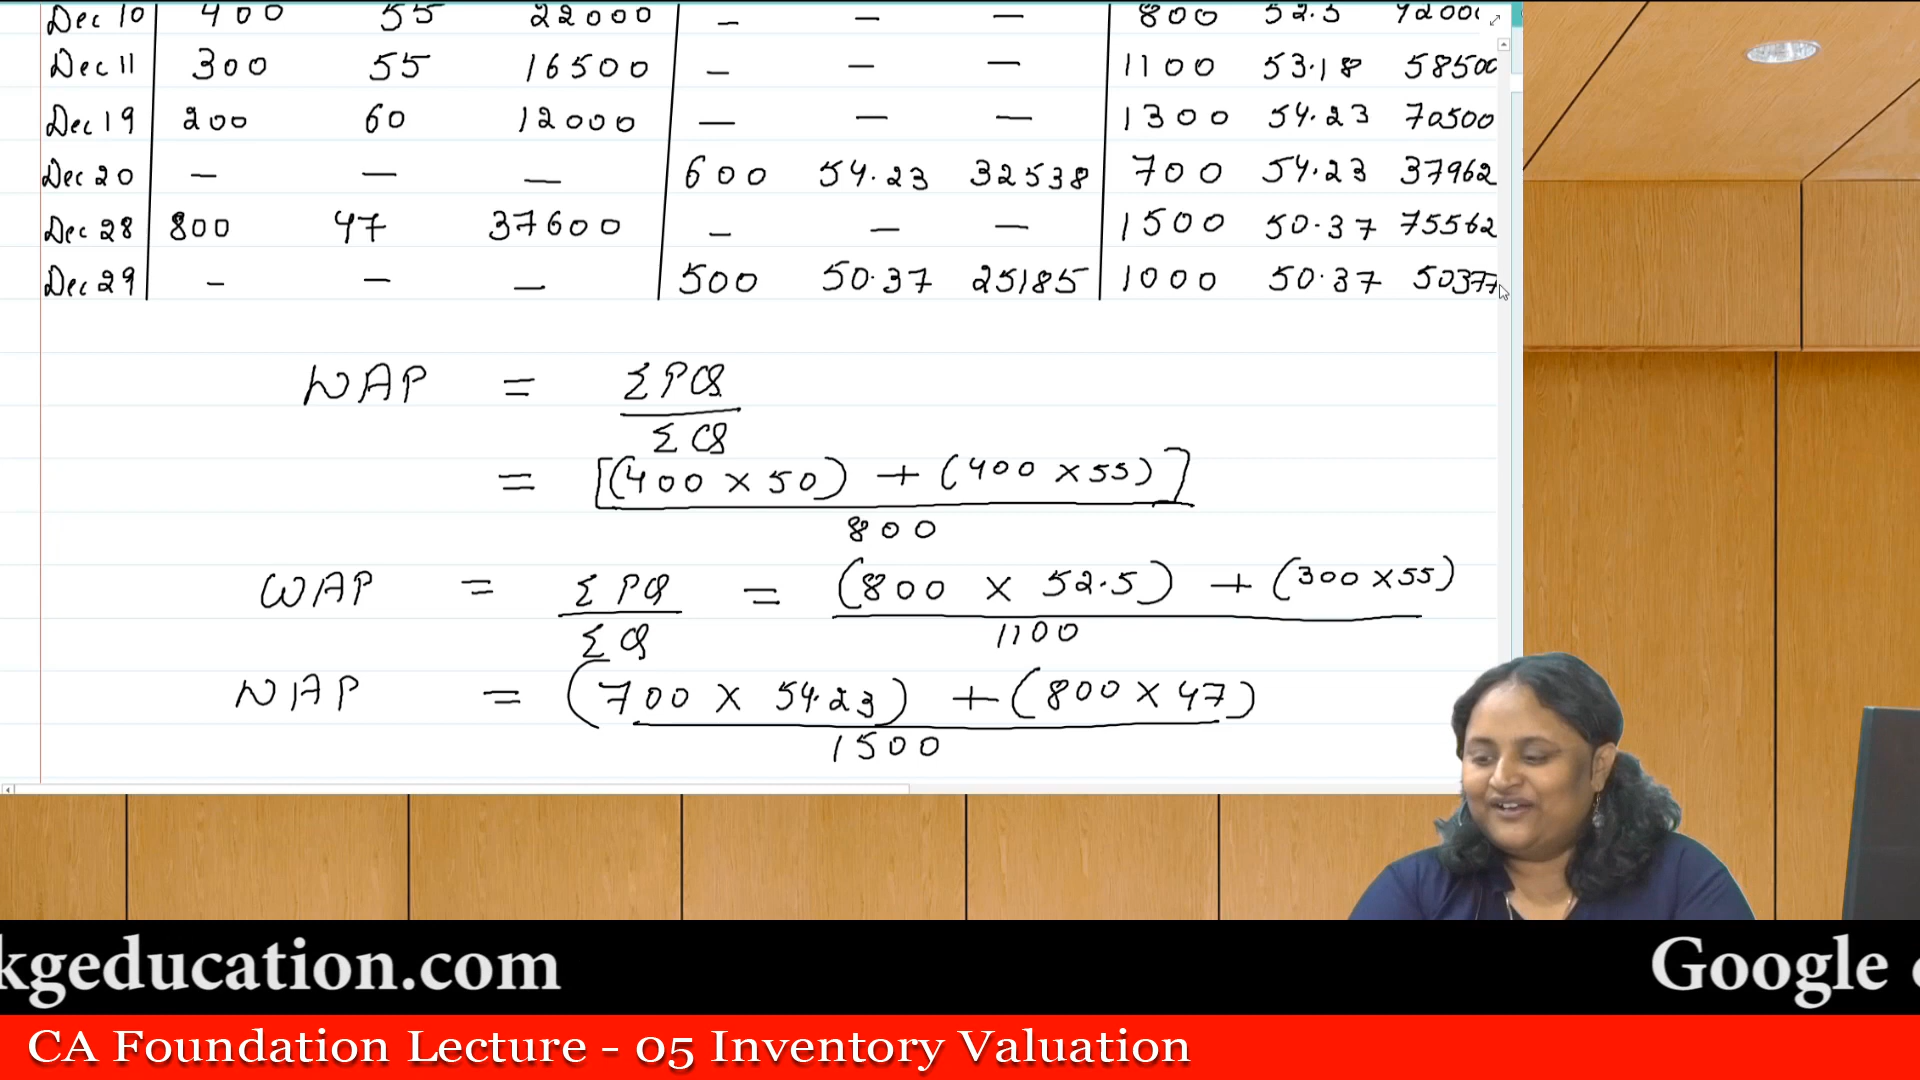 Dec 10 400 55 22000 — — — 800 52.5 42000
Dec 11 300 55 16500 — — — 1100 53.18 58500
Dec 19 200 60 12000 — — — 1300 54.23 70500
Dec 20 — — — 600 54.23 32538 700 54.23 37962
Dec 28 800 47 37600 — — — 1500 50.37 75562
Dec 29 — — — 500 50.37 25185 1000 50.37 50377
WAP = ΣPQ
ΣQ
= [(400 × 50) + (400 × 55)]
800
WAP = ΣPQ = (800 × 52.5) + (300 × 55)
ΣQ 1100
WAP = (700 × 54.23) + (800 × 47)
1500
kgeducation.com Google
CA Foundation Lecture - 05 Inventory Valuation